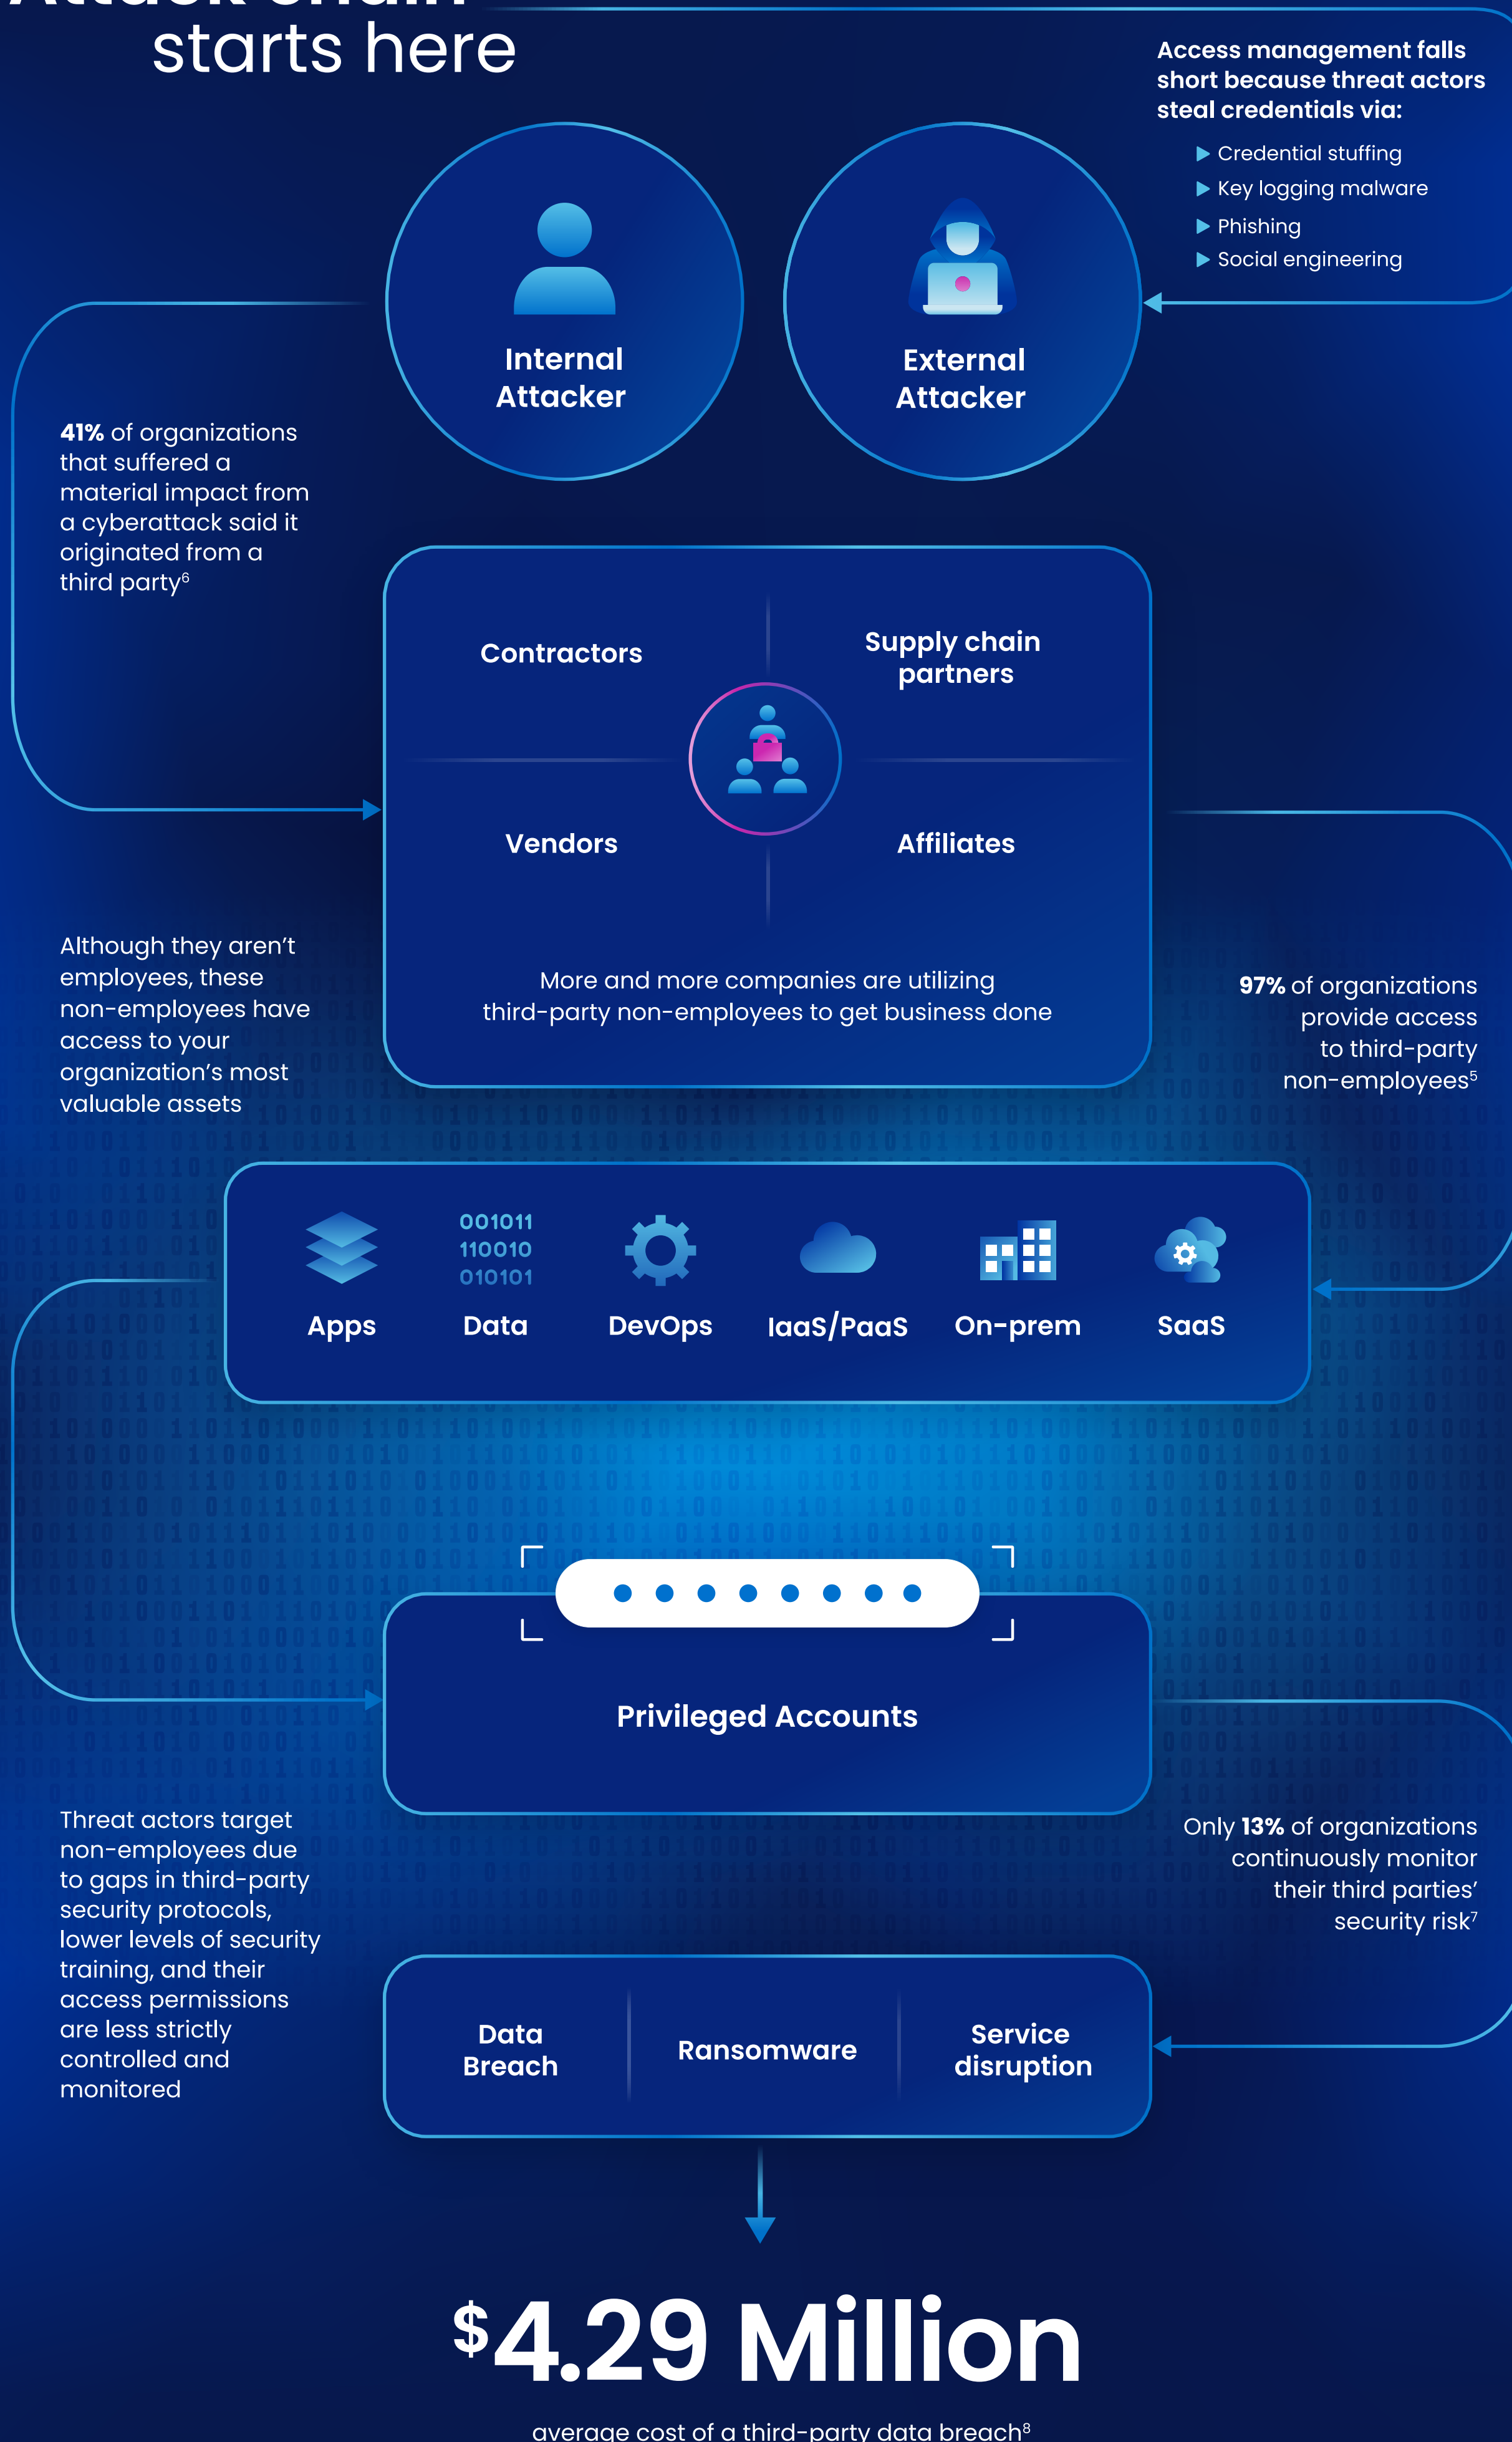 Attack chain
starts here
Access management falls
short because threat actors
steal credentials via:
Credential stuffing
Key logging malware
Phishing
Social engineering
Internal
Attacker
External
Attacker
41% of organizations
that suffered a
material impact from
a cyberattack said it
originated from a
third party⁶
Contractors
Supply chain
partners
Vendors
Affiliates
More and more companies are utilizing
third-party non-employees to get business done
Although they aren’t
employees, these
non-employees have
access to your
organization’s most
valuable assets
97% of organizations
provide access
to third-party
non-employees⁵
001011
110010
010101
Apps
Data
DevOps
IaaS/PaaS
On-prem
SaaS
Privileged Accounts
Threat actors target
non-employees due
to gaps in third-party
security protocols,
lower levels of security
training, and their
access permissions
are less strictly
controlled and
monitored
Only 13% of organizations
continuously monitor
their third parties’
security risk⁷
Data
Breach
Ransomware
Service
disruption
$4.29 Million
average cost of a third-party data breach⁸